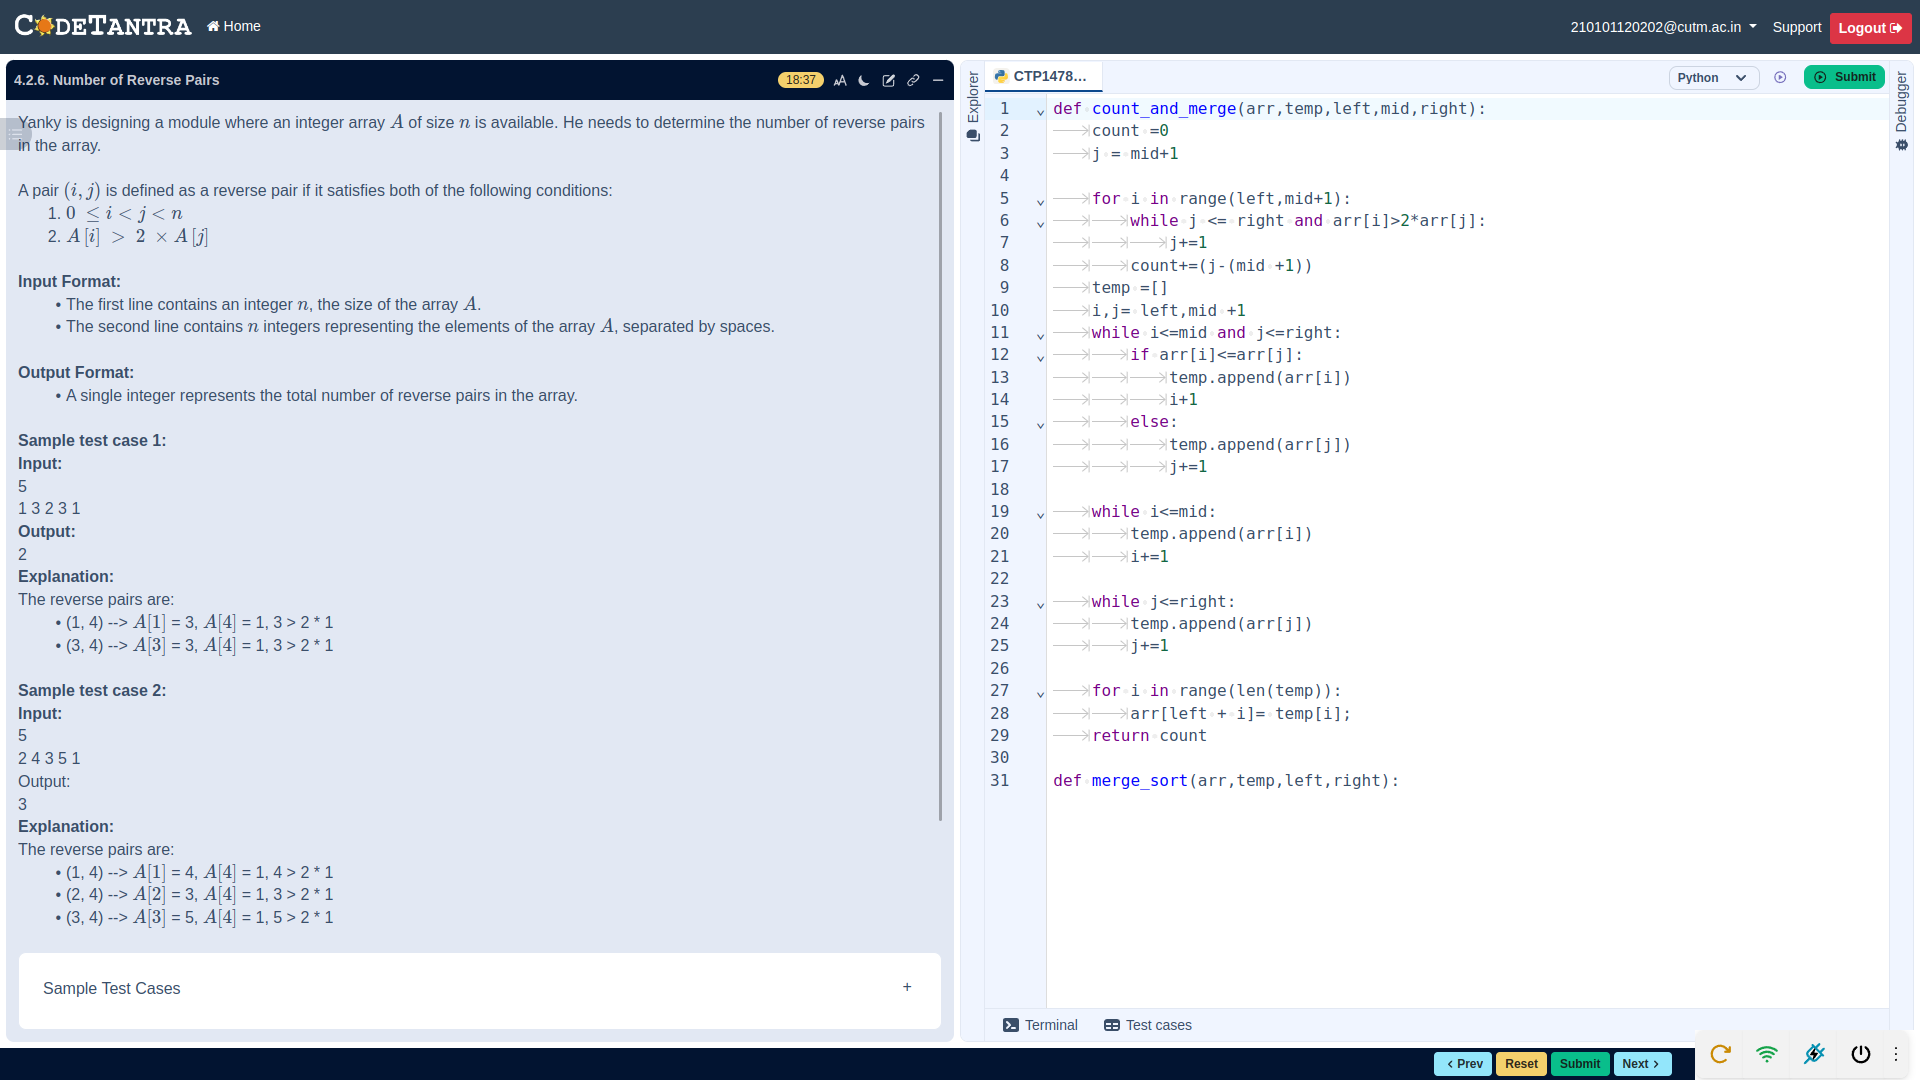 CODETANTRA
Home
210101120202@cutm.ac.in
Support
Logout
4.2.6. Number of Reverse Pairs
18:37
Yanky is designing a module where an integer array A of size n is available. He needs to determine the number of reverse pairs
in the array.
A pair (i, j) is defined as a reverse pair if it satisfies both of the following conditions:
1. 0 ≤ i < j < n
2. A [i] > 2 × A [j]
Input Format:
• The first line contains an integer n, the size of the array A.
• The second line contains n integers representing the elements of the array A, separated by spaces.
Output Format:
• A single integer represents the total number of reverse pairs in the array.
Sample test case 1:
Input:
5
1 3 2 3 1
Output:
2
Explanation:
The reverse pairs are:
• (1, 4) --> A[1] = 3, A[4] = 1, 3 > 2 * 1
• (3, 4) --> A[3] = 3, A[4] = 1, 3 > 2 * 1
Sample test case 2:
Input:
5
2 4 3 5 1
Output:
3
Explanation:
The reverse pairs are:
• (1, 4) --> A[1] = 4, A[4] = 1, 4 > 2 * 1
• (2, 4) --> A[2] = 3, A[4] = 1, 3 > 2 * 1
• (3, 4) --> A[3] = 5, A[4] = 1, 5 > 2 * 1
Sample Test Cases +
Explorer
CTP1478...
Python
Submit
Debugger
1 def count_and_merge(arr,temp,left,mid,right):
2 count =0
3 j = mid+1
4
5 for i in range(left,mid+1):
6 while j <= right and arr[i]>2*arr[j]:
7 j+=1
8 count+=(j-(mid +1))
9 temp =[]
10 i,j= left,mid +1
11 while i<=mid and j<=right:
12 if arr[i]<=arr[j]:
13 temp.append(arr[i])
14 i+1
15 else:
16 temp.append(arr[j])
17 j+=1
18
19 while i<=mid:
20 temp.append(arr[i])
21 i+=1
22
23 while j<=right:
24 temp.append(arr[j])
25 j+=1
26
27 for i in range(len(temp)):
28 arr[left + i]= temp[i];
29 return count
30
31 def merge_sort(arr,temp,left,right):
Terminal
Test cases
< Prev
Reset
Submit
Next >